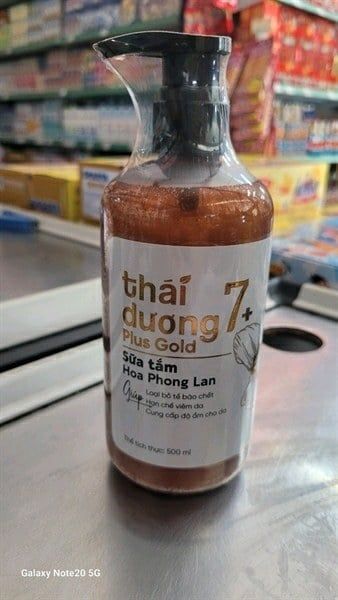 thái
dương 7+
Plus Gold
Sữa tắm
Hoa Phong Lan
Giúp
Loại bỏ tế bào chết
Hạn chế viêm da
Cung cấp độ ẩm cho da
Thể tích thực: 500 ml
Galaxy Note20 5G